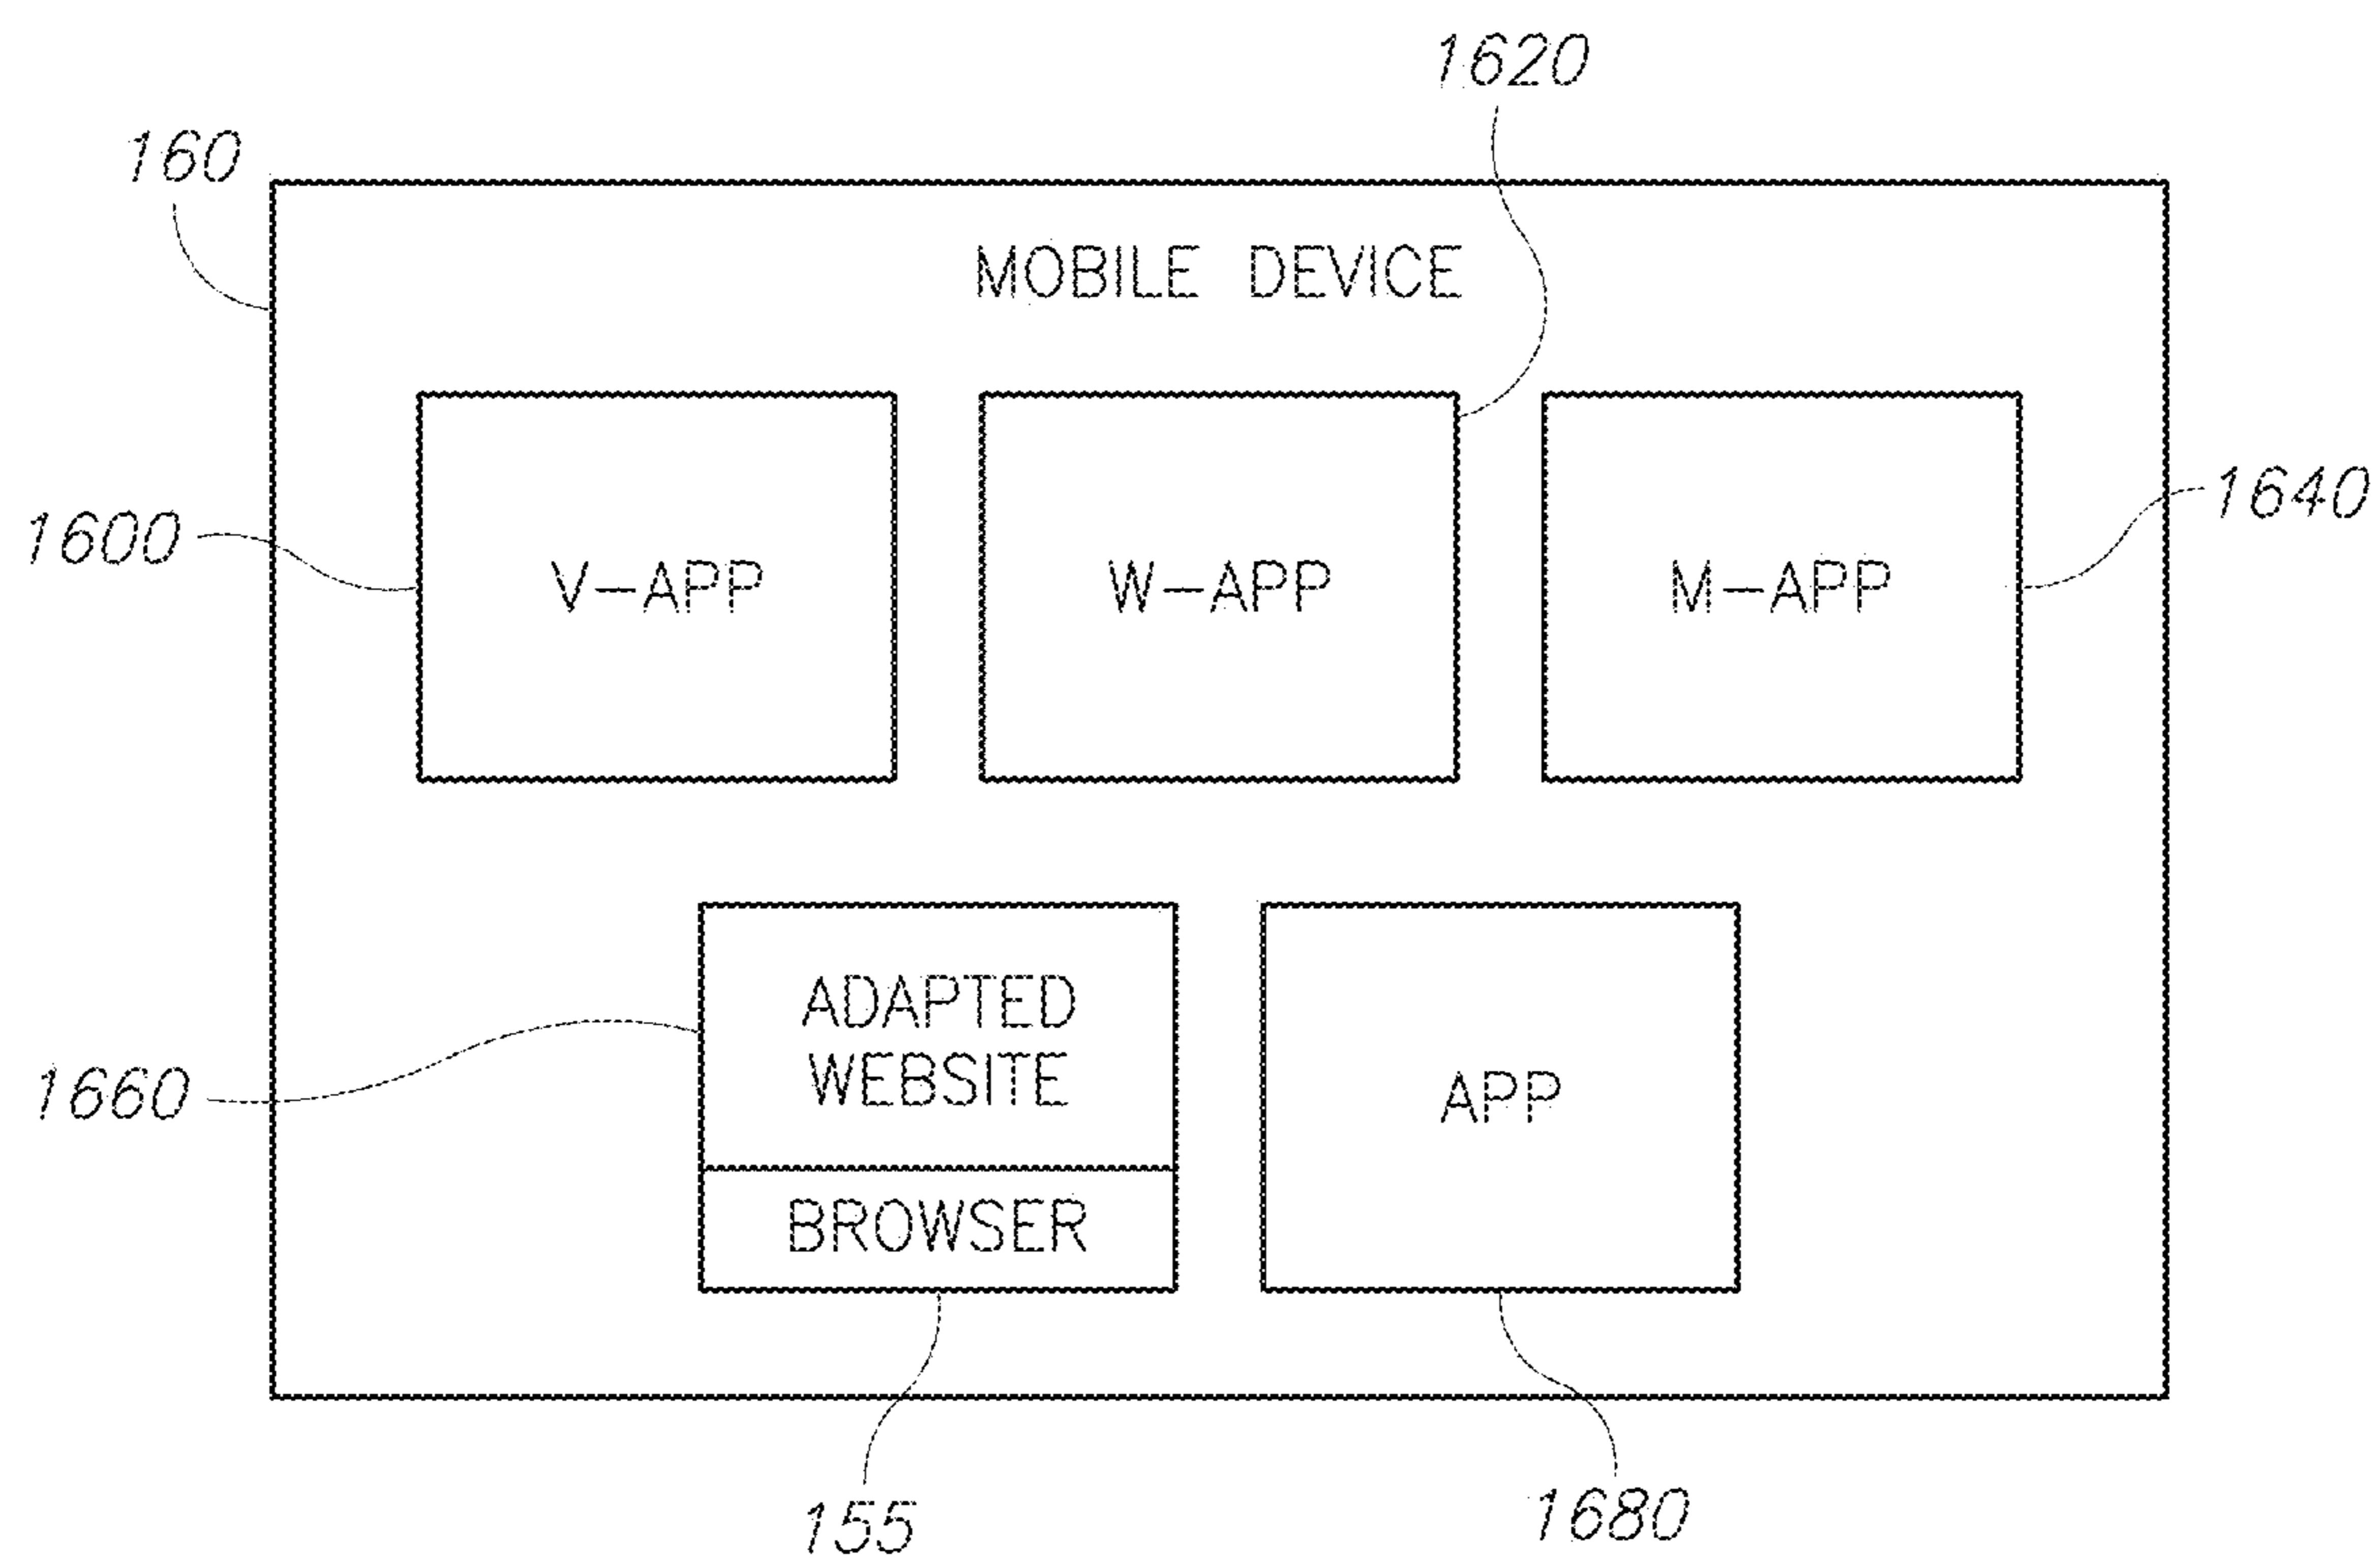 1620
160
MOBILE DEVICE
1640
1600
V-APP
W-APP
M-APP
ADAPTED
WEBSITE
1660
APP
BROWSER
155
1680